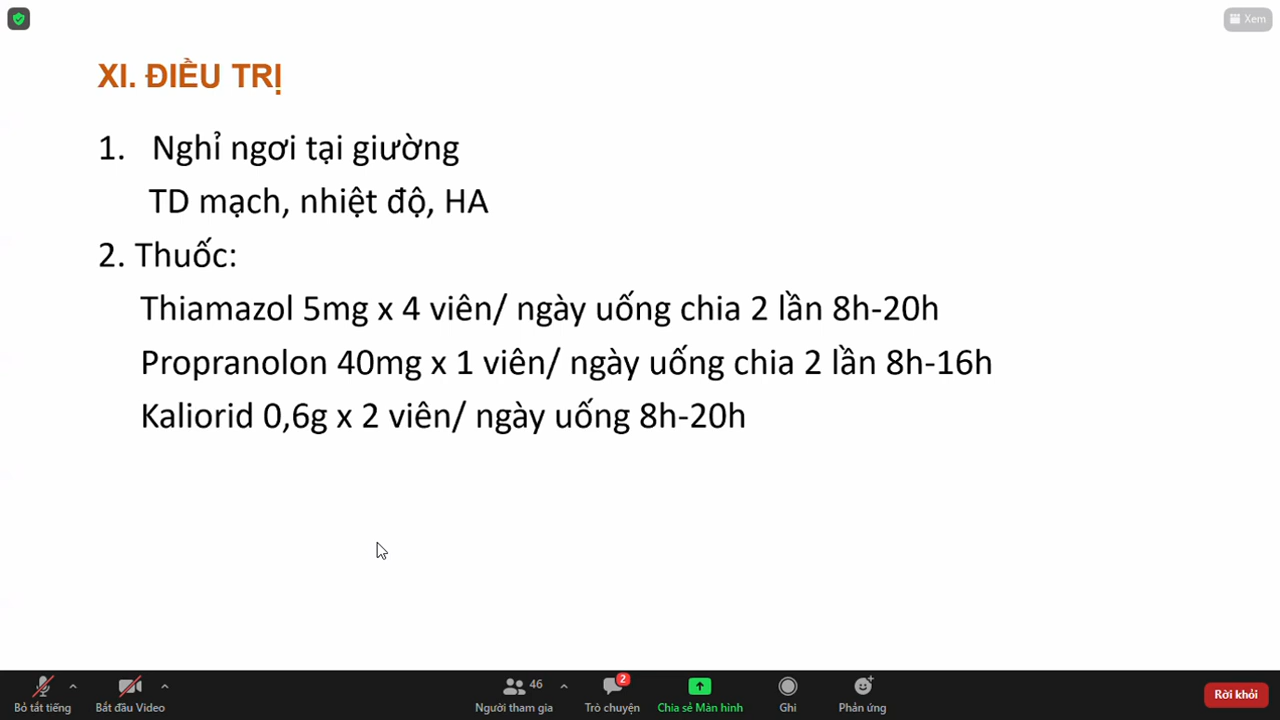 Xem
XI. ĐIỀU TRỊ
1. Nghỉ ngơi tại giường
TD mạch, nhiệt độ, HA
2. Thuốc:
Thiamazol 5mg x 4 viên/ ngày uống chia 2 lần 8h-20h
Propranolon 40mg x 1 viên/ ngày uống chia 2 lần 8h-16h
Kaliorid 0,6g x 2 viên/ ngày uống 8h-20h
Bỏ tắt tiếng
Bắt đầu Video
46
Người tham gia
2
Trò chuyện
Chia sẻ Màn hình
Ghi
Phản ứng
Rời khỏi